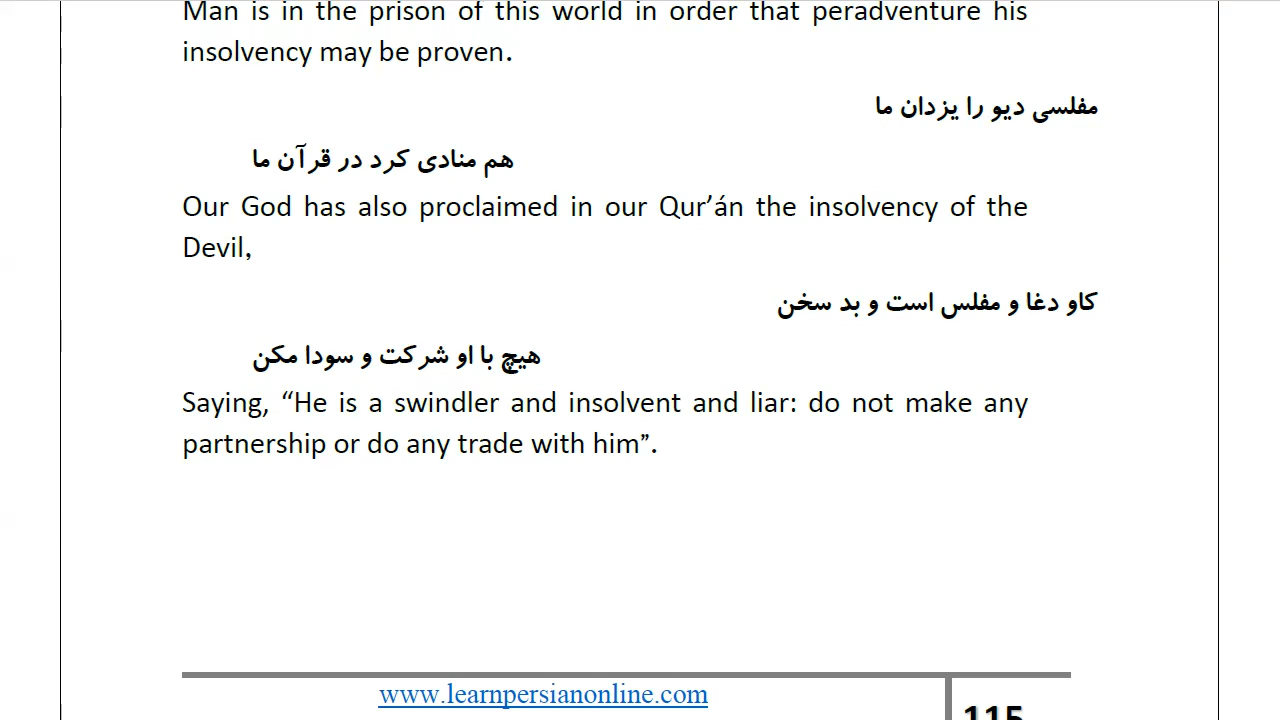 Man is in the prison of this world in order that peradventure his
insolvency may be proven.
مفلسی دیو را یزدان ما
هم منادی کرد در قرآن ما
Our God has also proclaimed in our Qur’án the insolvency of the
Devil,
کاو دغا و مفلس است و بد سخن
هیچ با او شرکت و سودا مکن
Saying, “He is a swindler and insolvent and liar: do not make any
partnership or do any trade with him”.
www.learnpersianonline.com
115